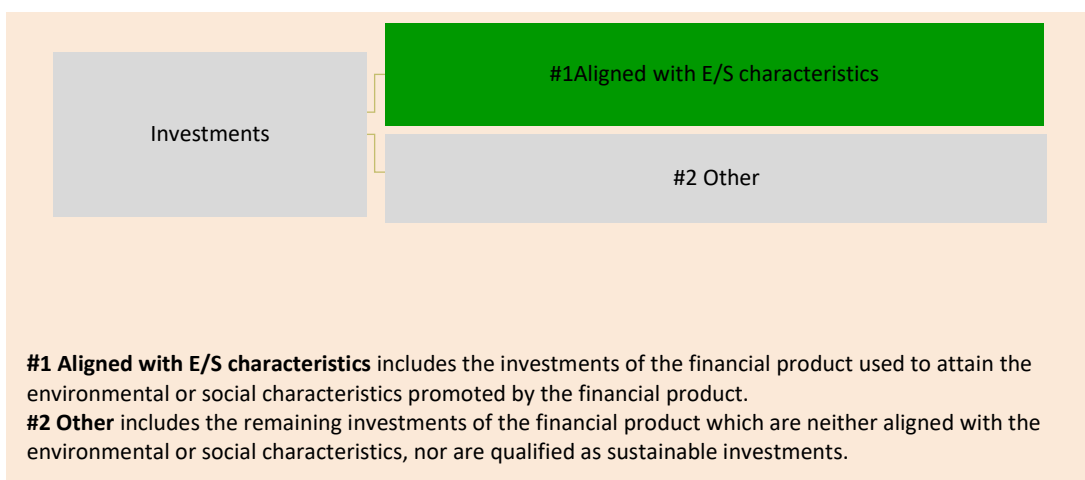 #1Aligned with E/S characteristics
Investments
#2 Other
#1 Aligned with E/S characteristics includes the investments of the financial product used to attain the
environmental or social characteristics promoted by the financial product.
#2 Other includes the remaining investments of the financial product which are neither aligned with the
environmental or social characteristics, nor are qualified as sustainable investments.